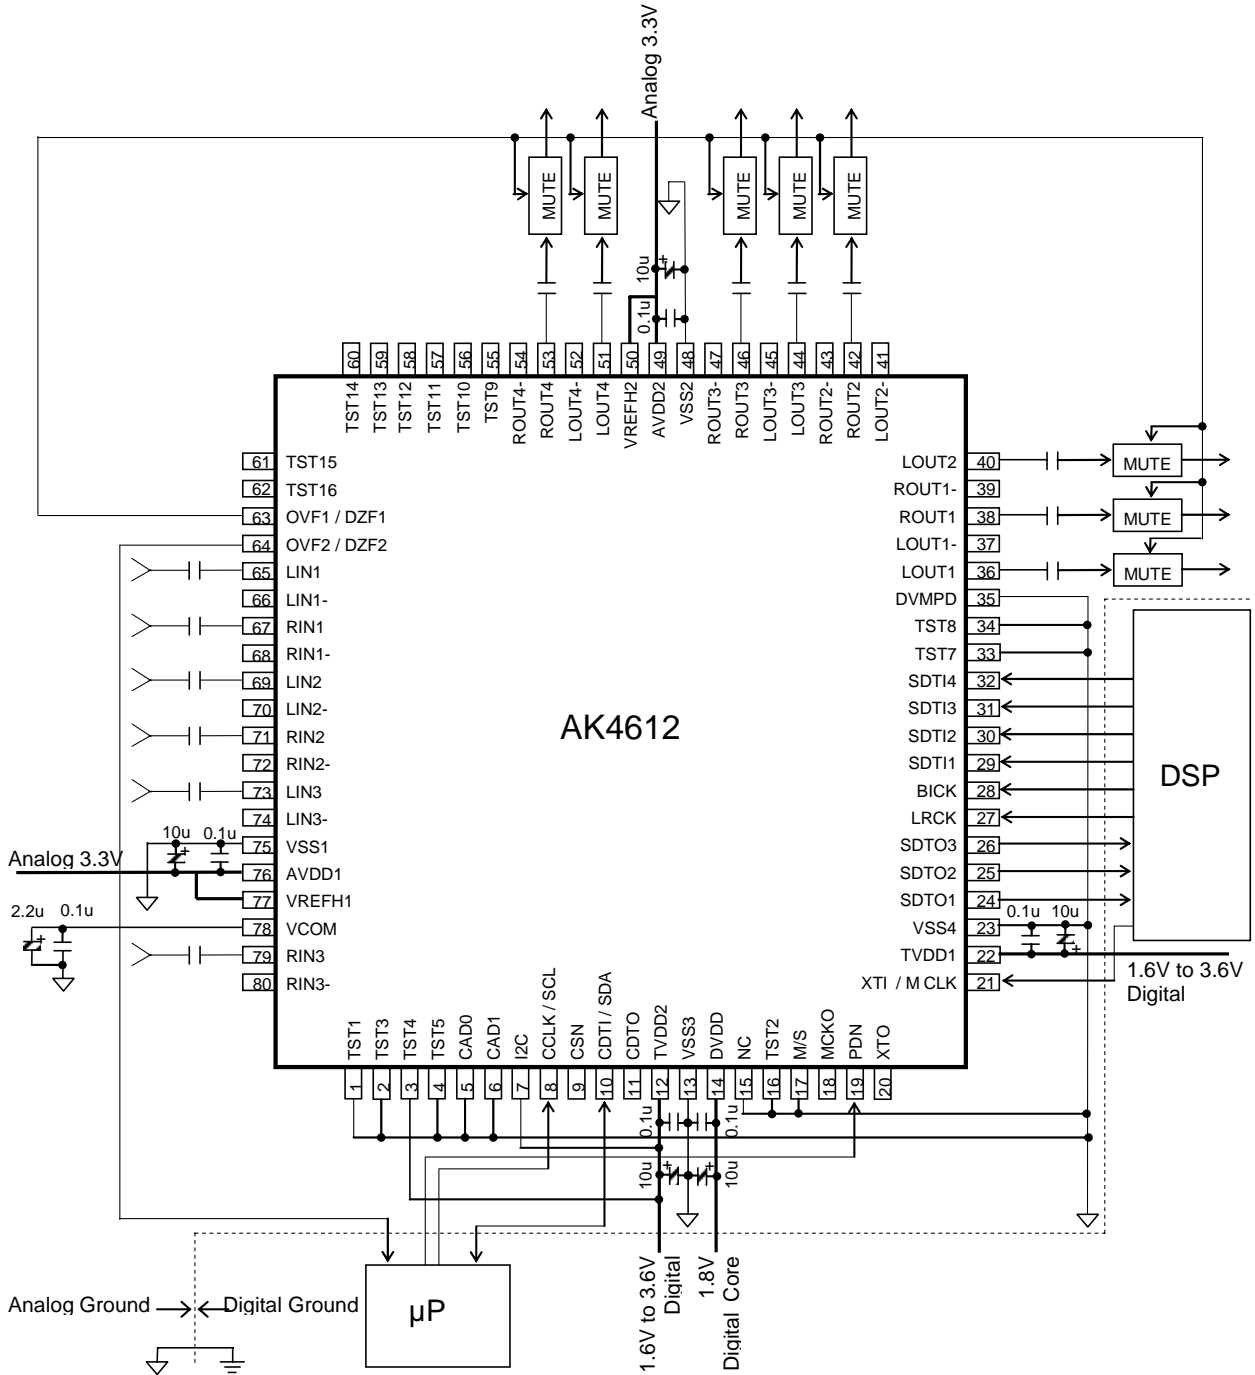 Analog 3.3V
MUTE
MUTE
MUTE
MUTE
MUTE
10u
+
0.1u
60
59
58
57
56
55
54
53
52
51
50
49
48
47
46
45
44
43
42
41
TST14
TST13
TST12
TST11
TST10
TST9
ROUT4-
ROUT4
LOUT4-
LOUT4
VREFH2
AVDD2
VSS2
ROUT3-
ROUT3
LOUT3-
LOUT3
ROUT2-
ROUT2
LOUT2-
61 TST15
62 TST16
63 OVF1 / DZF1
64 OVF2 / DZF2
65 LIN1
66 LIN1-
67 RIN1
68 RIN1-
69 LIN2
70 LIN2-
71 RIN2
72 RIN2-
73 LIN3
74 LIN3-
75 VSS1
76 AVDD1
77 VREFH1
78 VCOM
79 RIN3
80 RIN3-
10u
0.1u
+
Analog 3.3V
2.2u
0.1u
+
AK4612
LOUT2 40
ROUT1- 39
ROUT1 38
LOUT1- 37
LOUT1 36
DVMPD 35
TST8 34
TST7 33
SDTI4 32
SDTI3 31
SDTI2 30
SDTI1 29
BICK 28
LRCK 27
SDTO3 26
SDTO2 25
SDTO1 24
VSS4 23
TVDD1 22
XTI / MCLK 21
MUTE
MUTE
MUTE
DSP
0.1u
10u
+
1.6V to 3.6V
Digital
TST1
TST3
TST4
TST5
CAD0
CAD1
I2C
CCLK / SCL
CSN
CDTI / SDA
CDTO
TVDD2
VSS3
DVDD
NC
TST2
M/S
MCKO
PDN
XTO
1
2
3
4
5
6
7
8
9
10
11
12
13
14
15
16
17
18
19
20
0.1u
0.1u
10u
+
+
10u
1.6V to 3.6V
Digital
1.8V
Digital Core
µP
Analog Ground
Digital Ground